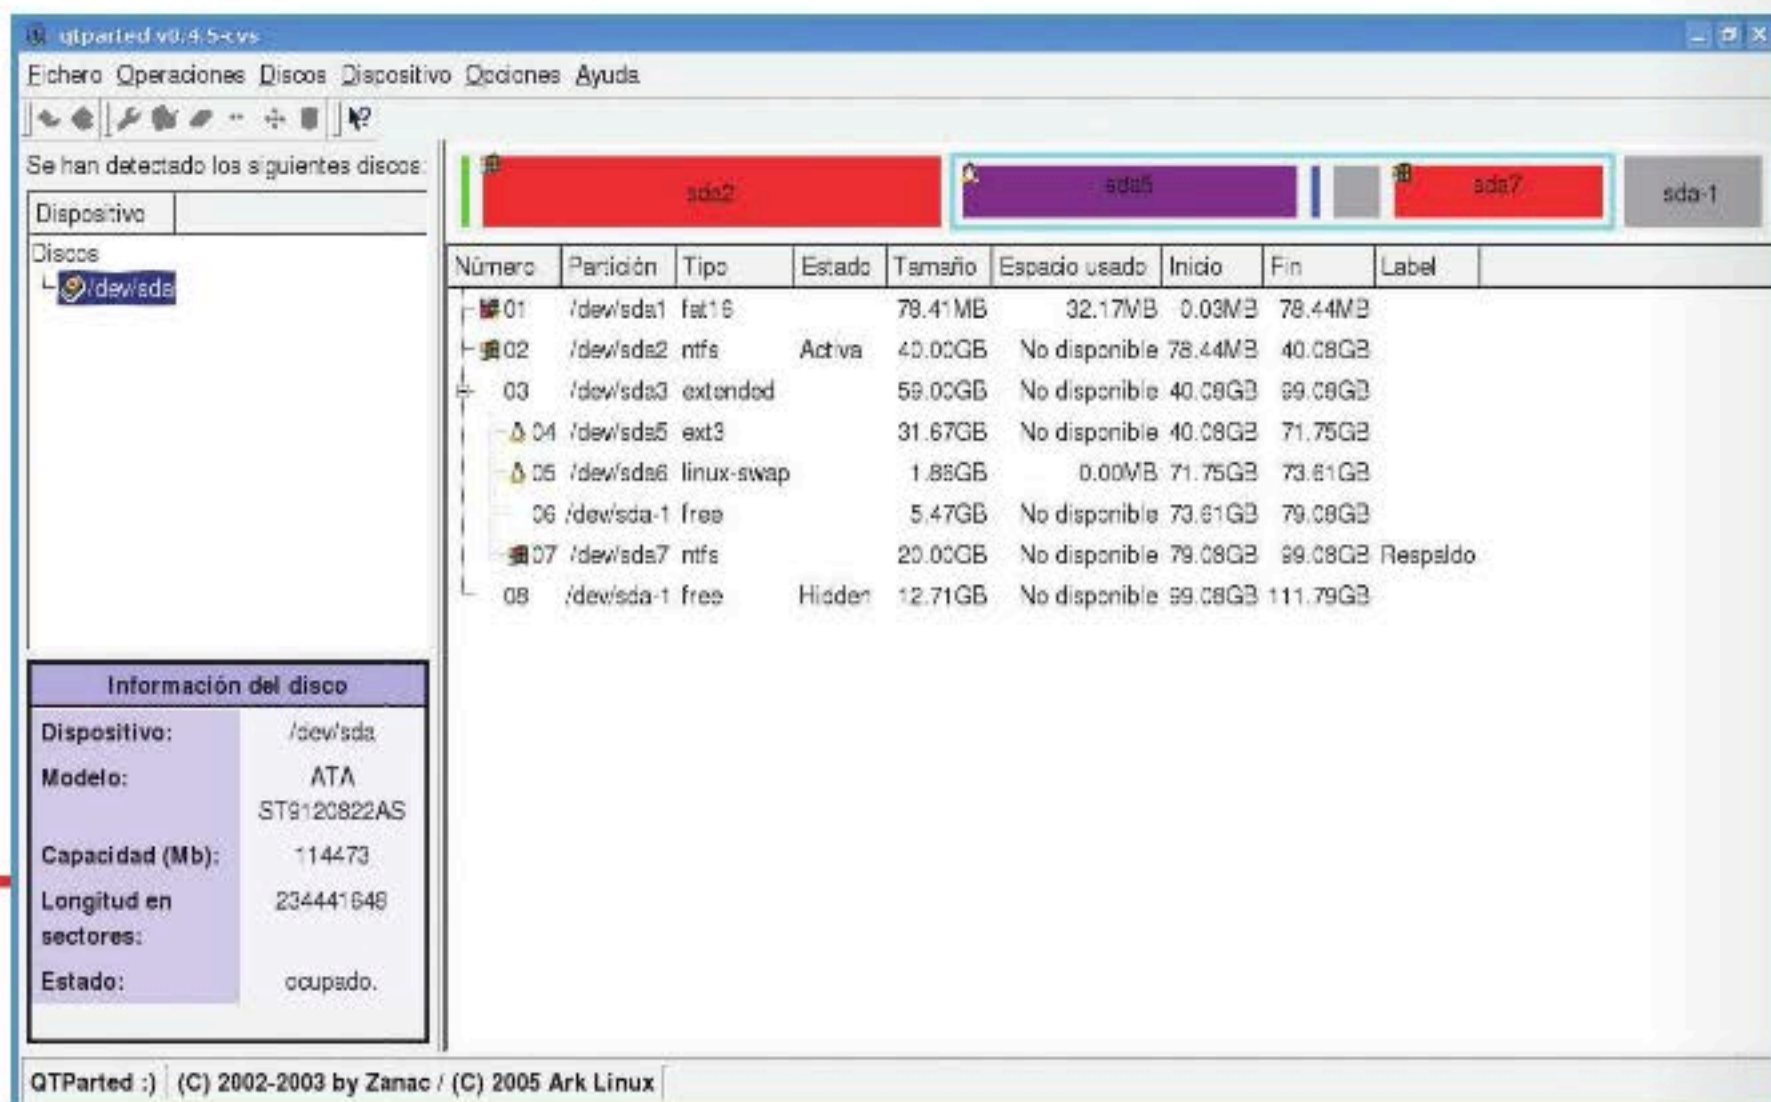 qtparted v0.4.5-cvs
Fichero Operaciones Discos Dispositivo Opciones Ayuda
Se han detectado los siguientes discos:
Dispositivo
Discos
/dev/sda
sda2 sda5 sda7 sda-1
Número Partición Tipo Estado Tamaño Espacio usado Inicio Fin Label
01 /dev/sda1 fat16 78.41MB 32.17MB 0.03MB 78.44MB
02 /dev/sda2 ntfs Activa 40.00GB No disponible 78.44MB 40.08GB
03 /dev/sda3 extended 59.00GB No disponible 40.08GB 99.08GB
04 /dev/sda5 ext3 31.67GB No disponible 40.08GB 71.75GB
05 /dev/sda6 linux-swap 1.86GB 0.00MB 71.75GB 73.61GB
06 /dev/sda-1 free 5.47GB No disponible 73.61GB 79.08GB
07 /dev/sda7 ntfs 20.00GB No disponible 79.08GB 99.08GB Respaldo
08 /dev/sda-1 free Hidden 12.71GB No disponible 99.08GB 111.79GB
Información del disco
Dispositivo: /dev/sda
Modelo: ATA
ST9120822AS
Capacidad (Mb): 114473
Longitud en 234441648
sectores:
Estado: ocupado.
QTParted :) (C) 2002-2003 by Zanac / (C) 2005 Ark Linux